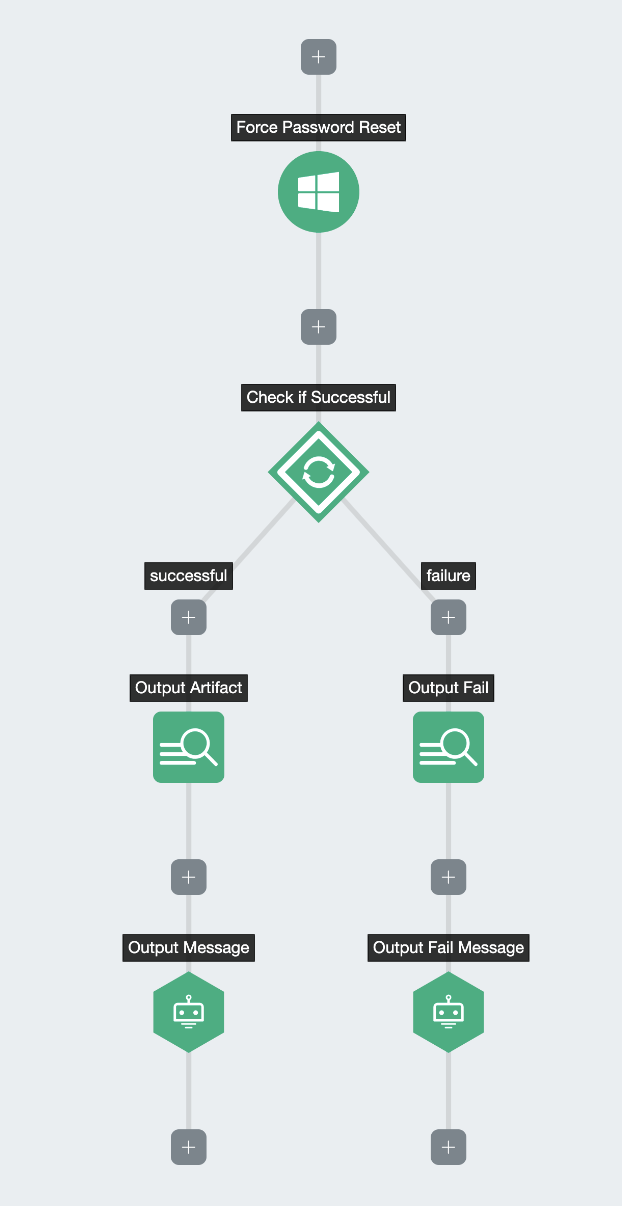 Force Password Reset
Check if Successful
successful
failure
Output Artifact
Output Fail
Output Message
Output Fail Message